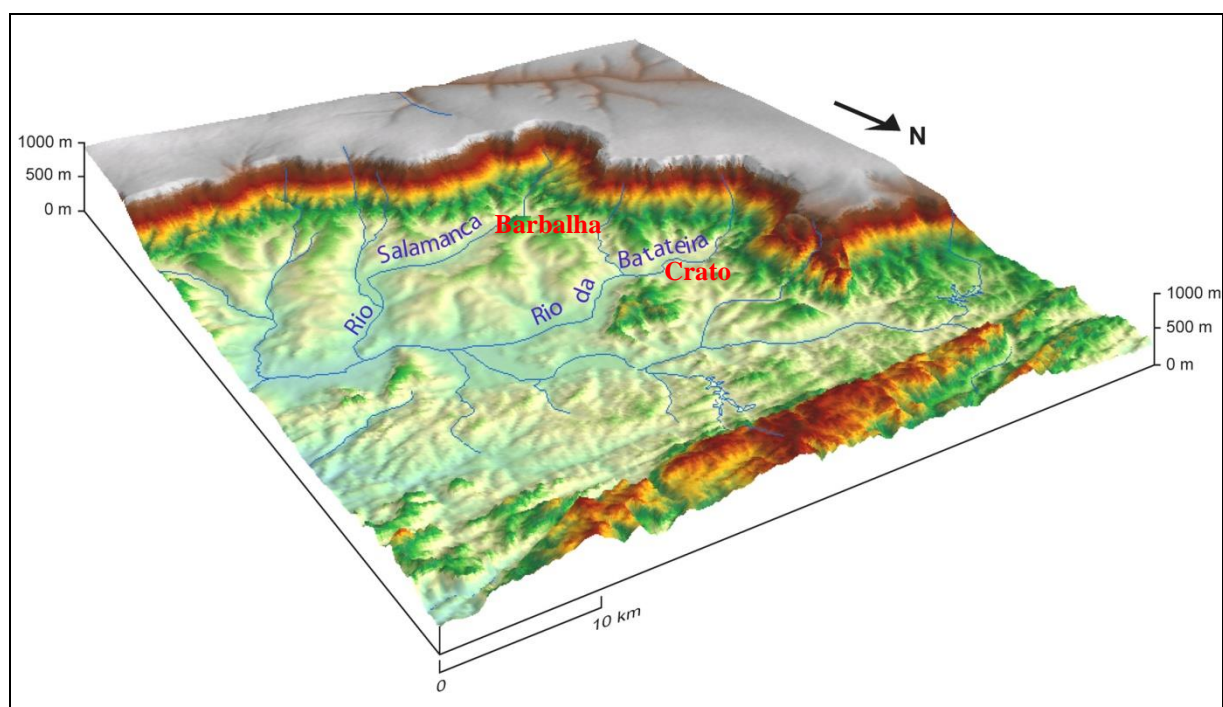 N
1000 m
500 m
0 m
Barbalha
Rio Salamanca
Rio da Batateira
Crato
1000 m
500 m
0 m
10 km
0